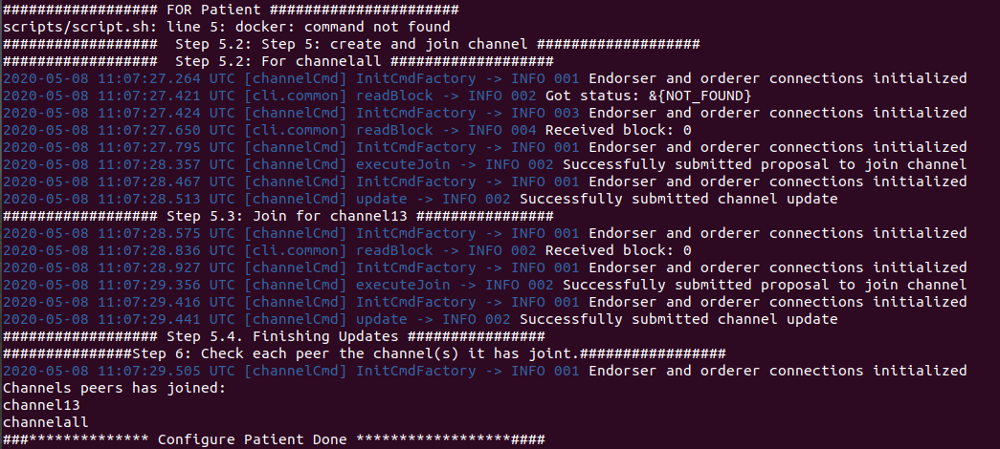 ################## FOR Patient ######################
scripts/script.sh: line 5: docker: command not found
##################  Step 5.2: Step 5: create and join channel ###################
##################  Step 5.2: For channelall ###################
2020-05-08 11:07:27.264 UTC [channelCmd] InitCmdFactory -> INFO 001 Endorser and orderer connections initialized
2020-05-08 11:07:27.421 UTC [cli.common] readBlock -> INFO 002 Got status: &{NOT_FOUND}
2020-05-08 11:07:27.424 UTC [channelCmd] InitCmdFactory -> INFO 003 Endorser and orderer connections initialized
2020-05-08 11:07:27.650 UTC [cli.common] readBlock -> INFO 004 Received block: 0
2020-05-08 11:07:27.795 UTC [channelCmd] InitCmdFactory -> INFO 001 Endorser and orderer connections initialized
2020-05-08 11:07:28.357 UTC [channelCmd] executeJoin -> INFO 002 Successfully submitted proposal to join channel
2020-05-08 11:07:28.467 UTC [channelCmd] InitCmdFactory -> INFO 001 Endorser and orderer connections initialized
2020-05-08 11:07:28.513 UTC [channelCmd] update -> INFO 002 Successfully submitted channel update
################## Step 5.3: Join for channel13 ################
2020-05-08 11:07:28.575 UTC [channelCmd] InitCmdFactory -> INFO 001 Endorser and orderer connections initialized
2020-05-08 11:07:28.836 UTC [cli.common] readBlock -> INFO 002 Received block: 0
2020-05-08 11:07:28.927 UTC [channelCmd] InitCmdFactory -> INFO 001 Endorser and orderer connections initialized
2020-05-08 11:07:29.356 UTC [channelCmd] executeJoin -> INFO 002 Successfully submitted proposal to join channel
2020-05-08 11:07:29.416 UTC [channelCmd] InitCmdFactory -> INFO 001 Endorser and orderer connections initialized
2020-05-08 11:07:29.441 UTC [channelCmd] update -> INFO 002 Successfully submitted channel update
################## Step 5.4. Finishing Updates ################
###############Step 6: Check each peer the channel(s) it has joint.#################
2020-05-08 11:07:29.505 UTC [channelCmd] InitCmdFactory -> INFO 001 Endorser and orderer connections initialized
Channels peers has joined:
channel13
channelall
###************** Configure Patient Done ******************####